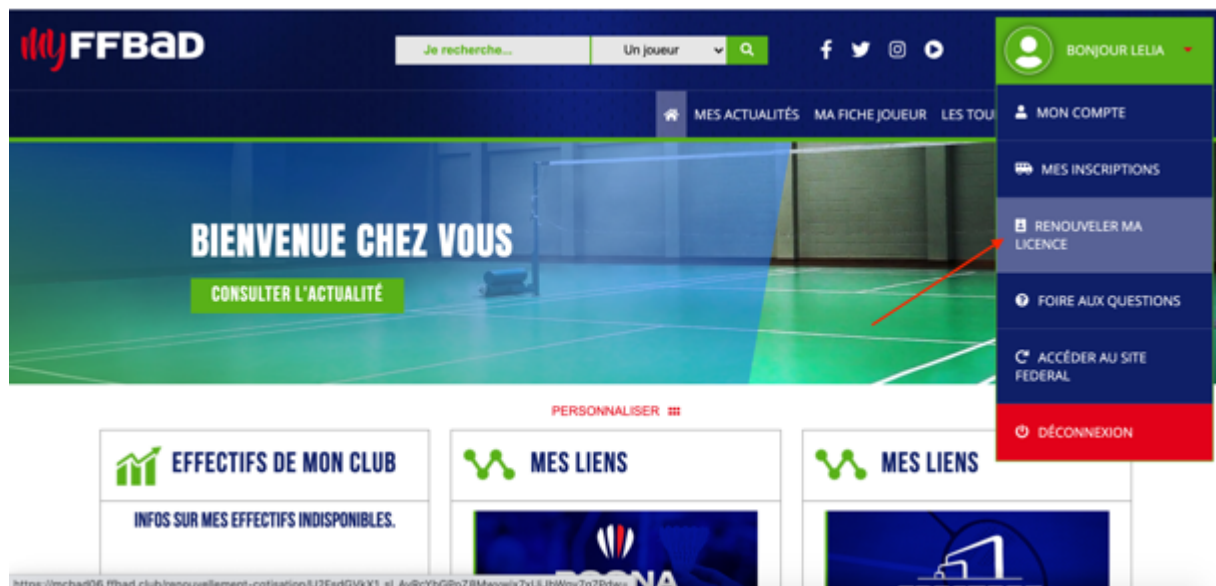 MyFFBaD
Je recherche...
Un joueur
BONJOUR LELIA
MES ACTUALITÉS
MA FICHE JOUEUR
LES TOU
MON COMPTE
MES INSCRIPTIONS
RENOUVELER MA
LICENCE
FOIRE AUX QUESTIONS
ACCÉDER AU SITE
FEDERAL
DÉCONNEXION
BIENVENUE CHEZ VOUS
CONSULTER L'ACTUALITÉ
PERSONNALISER
EFFECTIFS DE MON CLUB
INFOS SUR MES EFFECTIFS INDISPONIBLES.
MES LIENS
MES LIENS